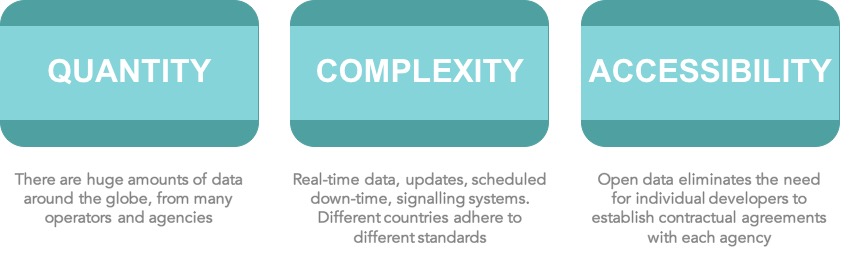 QUANTITY
There are huge amounts of data
around the globe, from many
operators and agencies
COMPLEXITY
Real-time data, updates, scheduled
down-time, signalling systems.
Different countries adhere to
different standards
ACCESSIBILITY
Open data eliminates the need
for individual developers to
establish contractual agreements
with each agency